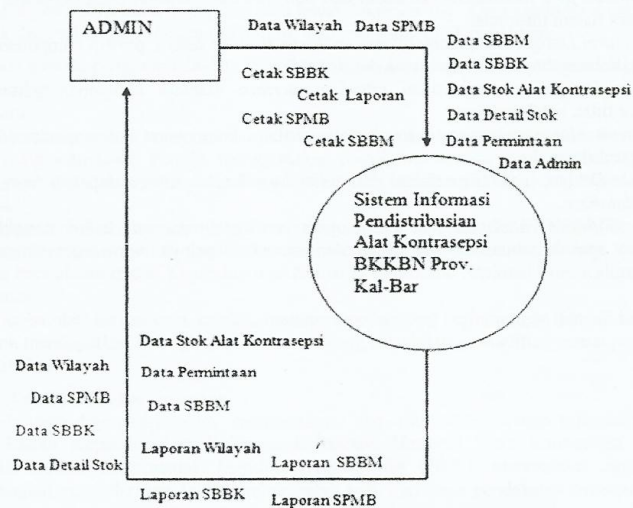 ADMIN
Data Wilayah
Data SPMB
Data SBBM
Data SBBK
Data Stok Alat Kontrasepsi
Data Detail Stok
Data Permintaan
Data Admin
Cetak SBBK
Cetak Laporan
Cetak SPMB
Cetak SBBM
Sistem Informasi
Pendistribusian
Alat Kontrasepsi
BKKBN Prov.
Kal-Bar
Data Stok Alat Kontrasepsi
Data Wilayah
Data Permintaan
Data SPMB
Data SBBM
Data SBBK
Laporan Wilayah
Data Detail Stok
Laporan SBBM
Laporan SBBK
Laporan SPMB